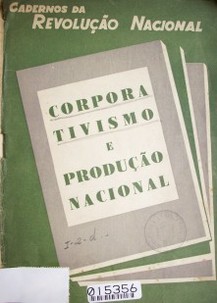 CADERNOS DA
REVOLUÇÃO NACIONAL
CORPORA
TIVISMO
E
PRODUÇÃO
NACIONAL
015356